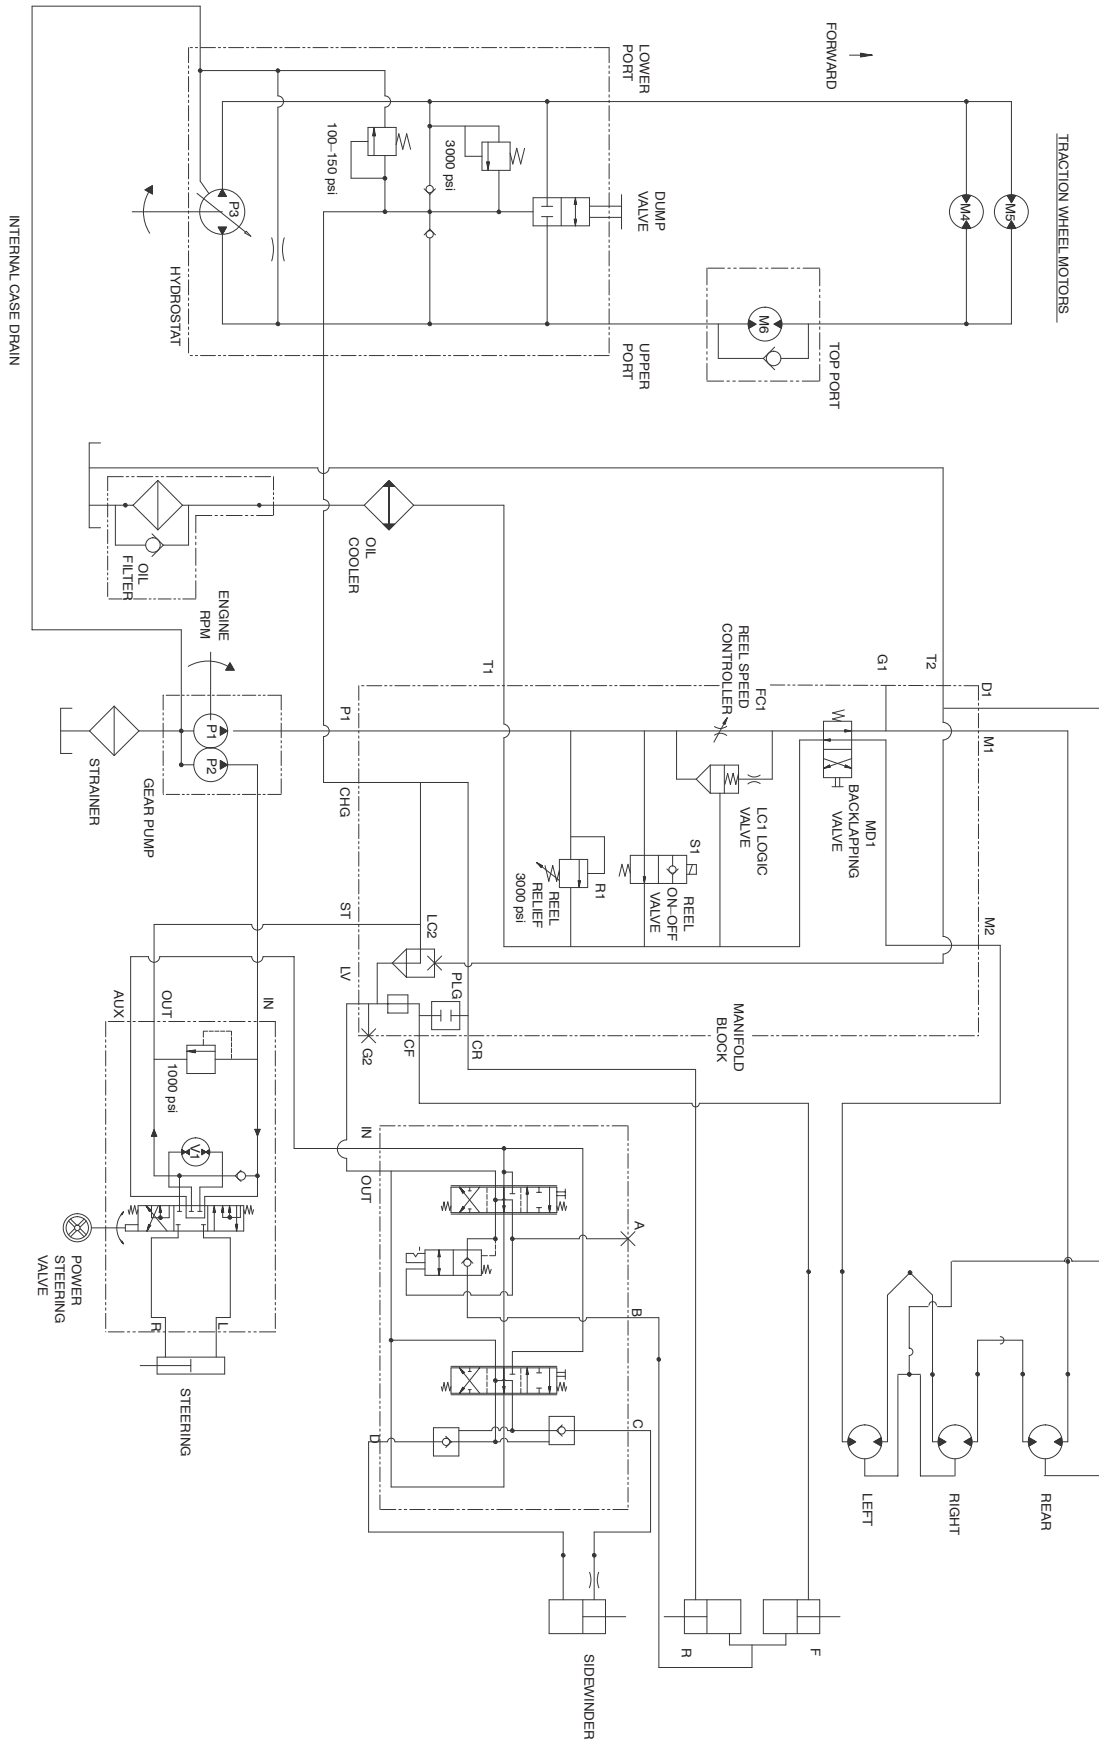 TRACTION WHEEL MOTORS
FORWARD
M5
M4
M6
TOP PORT
LOWER
PORT
UPPER
PORT
DUMP
VALVE
3000 psi
100–150 psi
P3
HYDROSTAT
INTERNAL CASE DRAIN
OIL
FILTER
OIL
COOLER
ENGINE
RPM
P1
P2
GEAR PUMP
STRAINER
T1
P1
CHG
ST
LV
T2
G1
D1
M1
M2
FC1
REEL SPEED
CONTROLLER
MD1
BACKLAPPING
VALVE
LC1 LOGIC
VALVE
S1
REEL
ON–OFF
VALVE
R1
REEL
RELIEF
3000 psi
LC2
PLG
G2
CF
CR
MANIFOLD
BLOCK
IN
OUT
AUX
1000 psi
V1
R
L
POWER
STEERING
VALVE
STEERING
IN
OUT
A
B
C
D
LEFT
RIGHT
REAR
SIDEWINDER
R
F